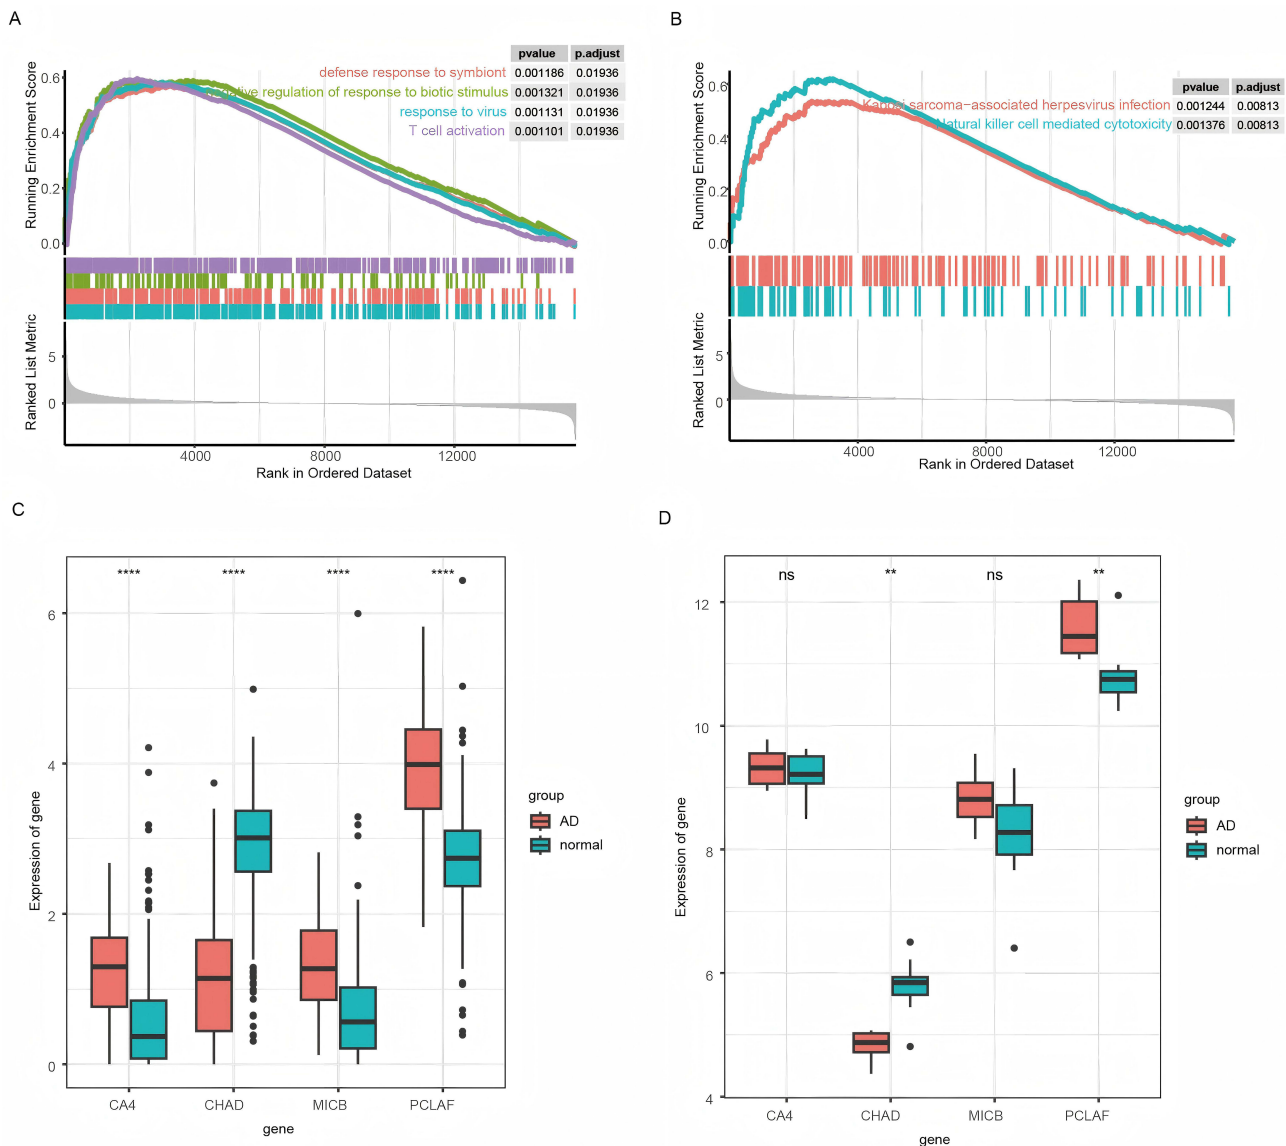 A
pvalue p.adjust
defense response to symbiont 0.001186 0.01936
regulation of response to biotic stimulus 0.001321 0.01936
response to virus 0.001131 0.01936
T cell activation 0.001101 0.01936
Running Enrichment Score
0.6
0.4
0.2
0.0
Ranked List Metric
5
0
4000 8000 12000
Rank in Ordered Dataset
B
pvalue p.adjust
Kaposi sarcoma-associated herpesvirus infection 0.001244 0.00813
Natural killer cell mediated cytotoxicity 0.001376 0.00813
Running Enrichment Score
0.6
0.4
0.2
0.0
Ranked List Metric
5
0
4000 8000 12000
Rank in Ordered Dataset
C
**** **** **** ****
Expression of gene
6
4
2
0
CA4 CHAD MICB PCLAF
gene
group
AD
normal
D
ns ** ns **
Expression of gene
12
10
8
6
4
CA4 CHAD MICB PCLAF
gene
group
AD
normal